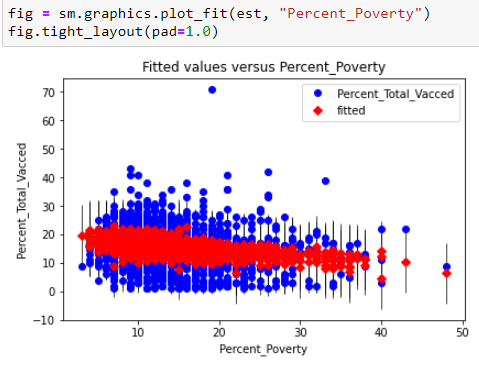 fig = sm.graphics.plot_fit(est, "Percent_Poverty")
fig.tight_layout(pad=1.0)
Fitted values versus Percent_Poverty
Percent_Total_Vacced
fitted
70
60
50
40
30
20
10
0
−10
Percent_Total_Vacced
10 20 30 40 50
Percent_Poverty